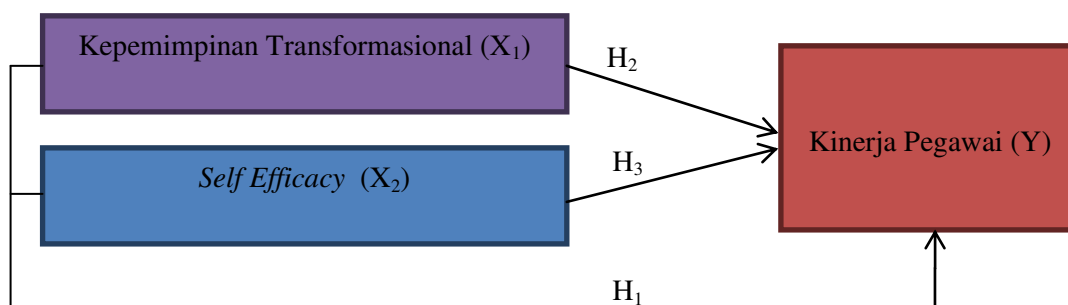 Kepemimpinan Transformasional (X₁)
H₂
Kinerja Pegawai (Y)
Self Efficacy (X₂)
H₃
H₁